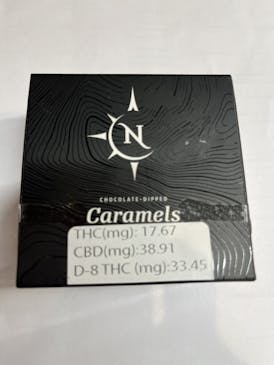 N
CHOCOLATE-DIPPED
Caramels
THC(mg): 17.67
CBD(mg):38.91
D-8 THC (mg):33.45